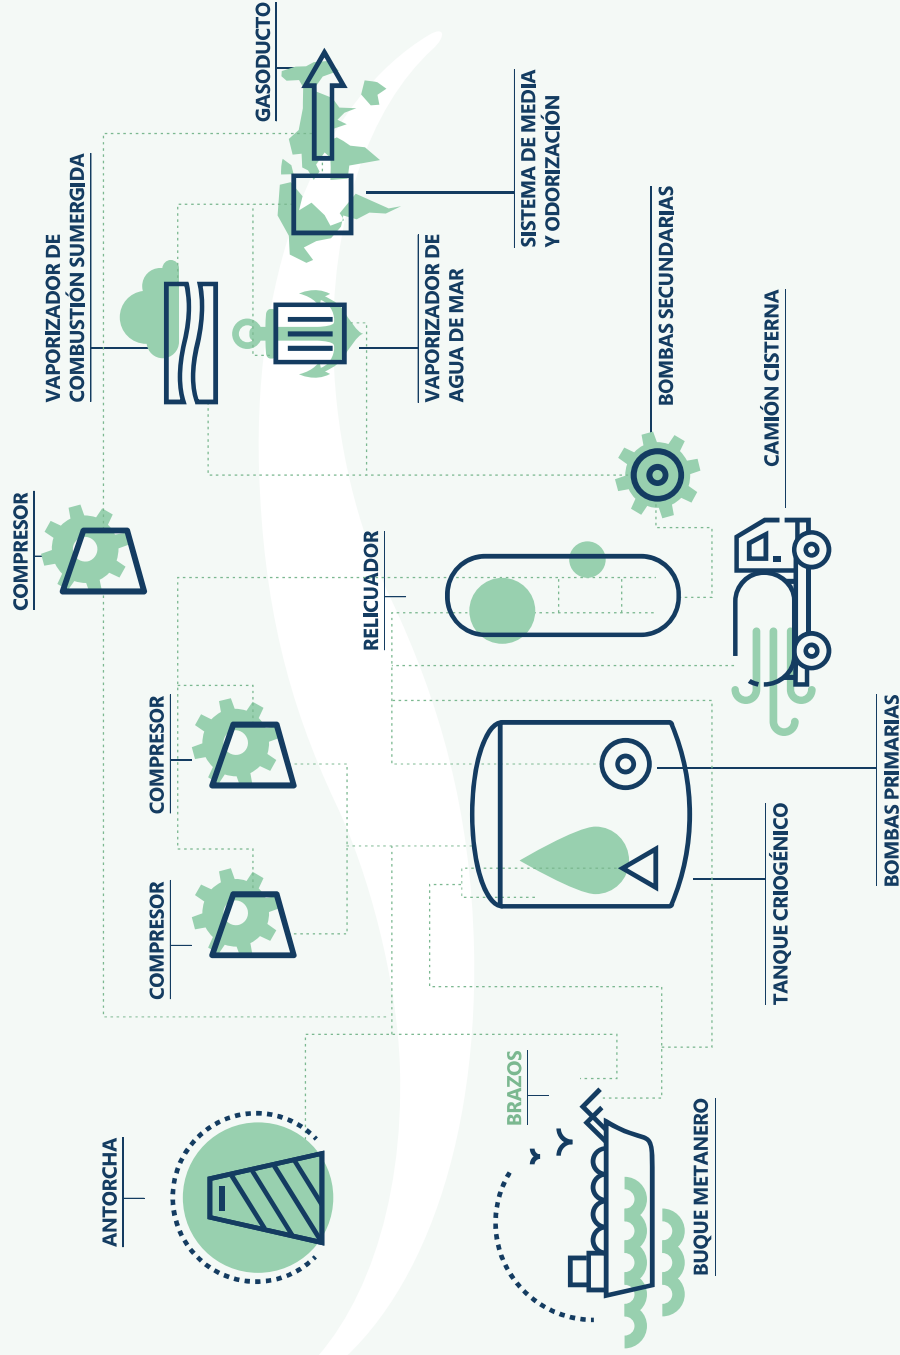 ANTORCHA
COMPRESOR
COMPRESOR
COMPRESOR
VAPORIZADOR DE
COMBUSTIÓN SUMERGIDA
GASODUCTO
SISTEMA DE MEDIA
Y ODORIZACIÓN
VAPORIZADOR DE
AGUA DE MAR
RELICUADOR
BOMBAS SECUNDARIAS
CAMIÓN CISTERNA
BRAZOS
BUQUE METANERO
TANQUE CRIOGÉNICO
BOMBAS PRIMARIAS